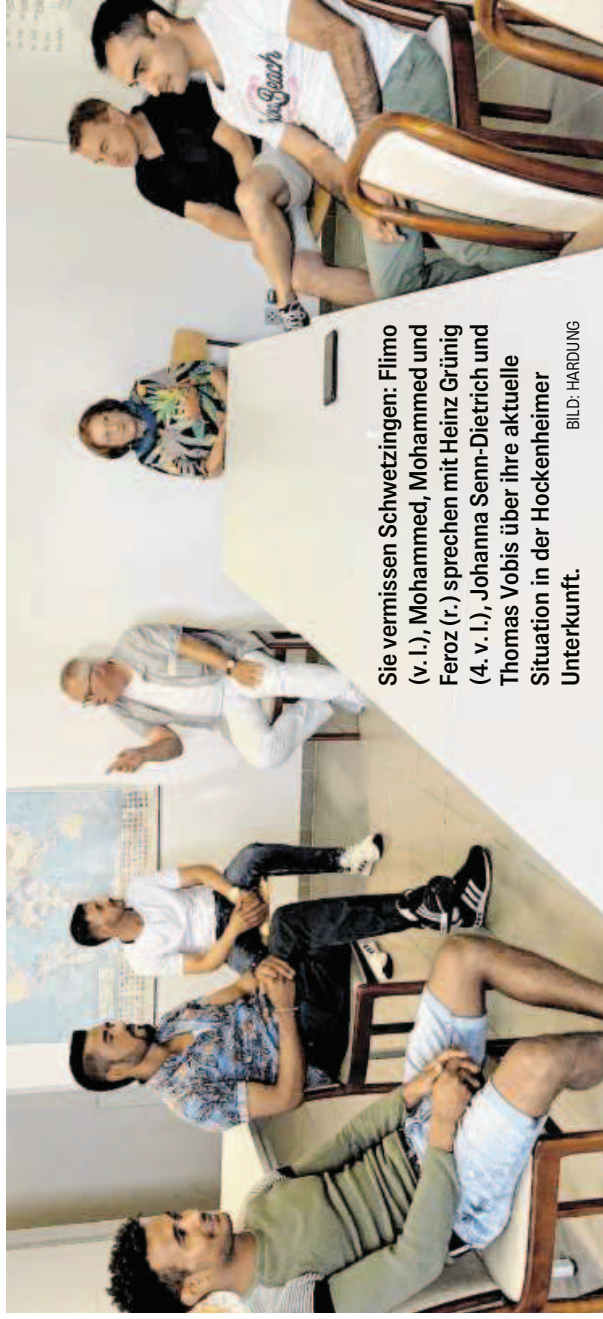 Sie vermissen Schwetzingen: Flimo
(v. l.), Mohammed, Mohammed und
Feroz (r.) sprechen mit Heinz Grünig
(4. v. l.), Johanna Senn-Dietrich und
Thomas Vobis über ihre aktuelle
Situation in der Hockenheimer
Unterkunft.
BILD: HARDUNG
Beach